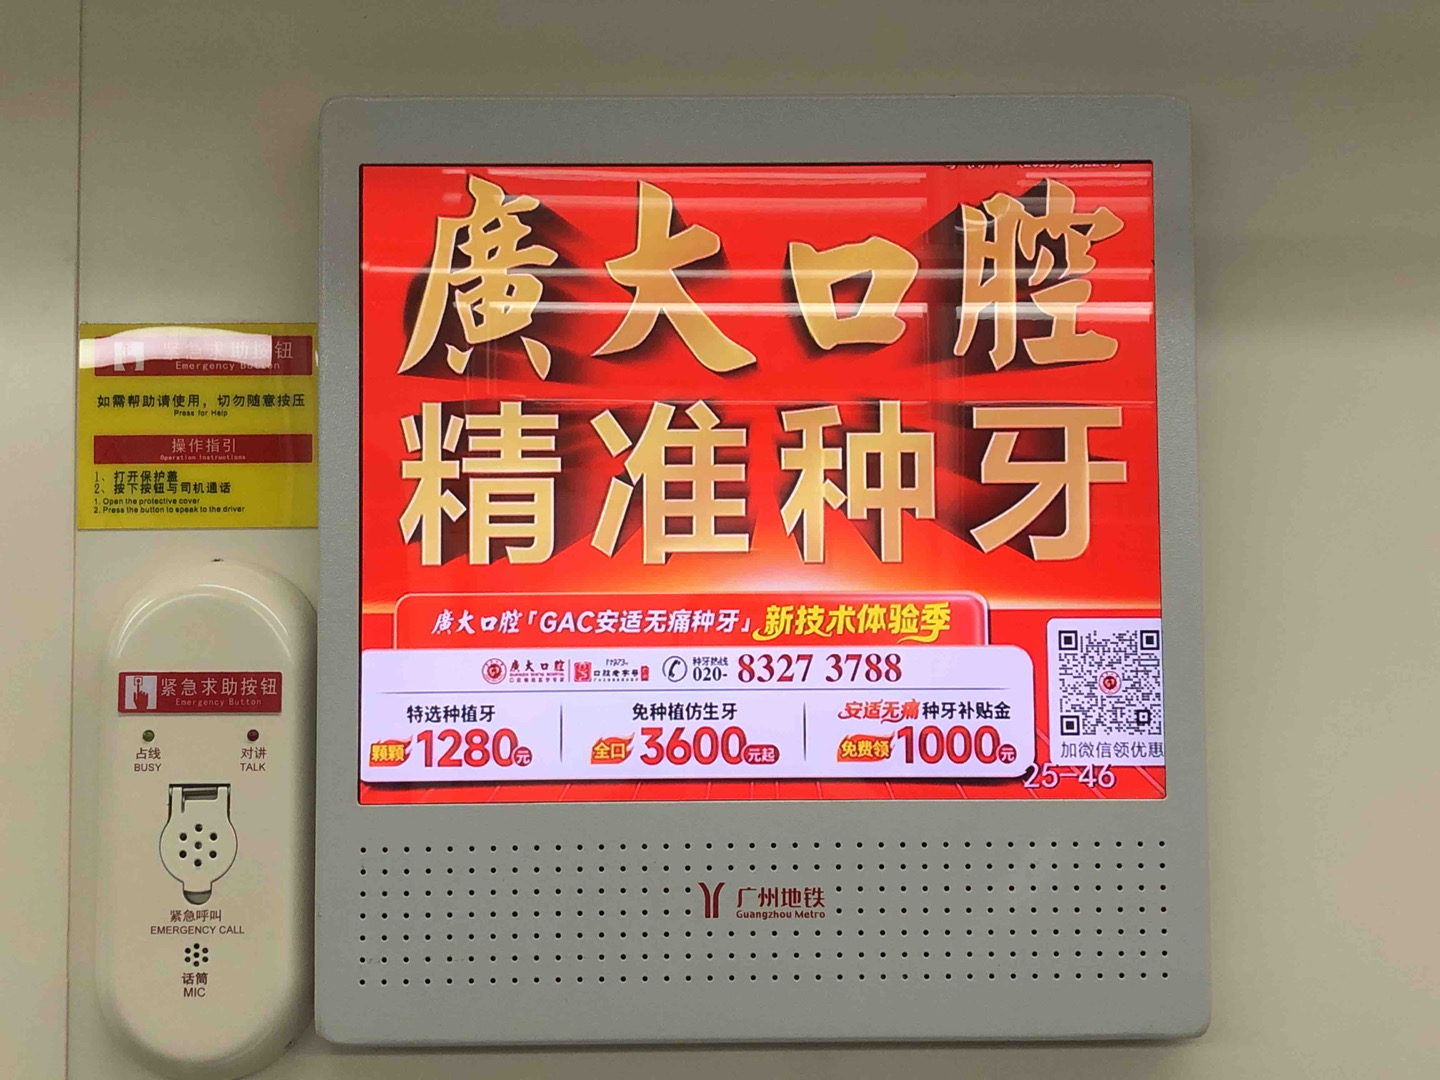 紧急求助按钮
Emergency Button
如需帮助请使用，切勿随意按压
Press for Help
操作指引
Operation Instructions
1、打开保护盖
2、按下按钮与司机通话
1. Open the protective cover
2. Press the button to speak to the driver
紧急求助按钮
Emergency Button
占线
BUSY
对讲
TALK
紧急呼叫
EMERGENCY CALL
话筒
MIC
廣大口腔
精准种牙
廣大口腔「GAC安适无痛种牙」新技术体验季
廣大口腔 口腔老字号 种牙热线 020- 8327 3788
特选种植牙
颗颗1280元
免种植仿生牙
全口3600元起
安适无痛种牙补贴金
免费领1000元
加微信领优惠
25-46
广州地铁
Guangzhou Metro